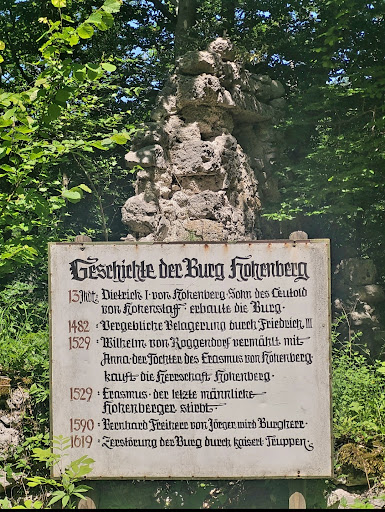 Geschichte der Burg Hohenberg
13.Jhdt. Dietrich I. von Hohenberg. Sohn des Leutold
von Hohenstaff erbaute die Burg.
1482 Vergebliche Belagerung durch Friedrich III
1529 Wilhelm von Roggendorf vermählt mit
Anna. der Tochter des Erasmus von Hohenberg
kauft die Herrschaft Hohenberg.
1529 Erasmus. der letzte männliche
Hohenberger stirbt.
1590 Bernhard Freiherr von Jörger wird Burgherr
1619 Zerstörung der Burg durch kaiserl. Truppen.